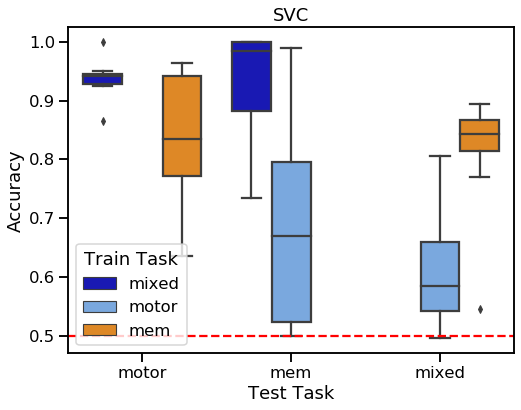 SVC
Accuracy
1.0
0.9
0.8
0.7
0.6
0.5
Train Task
mixed
motor
mem
motor mem mixed
Test Task